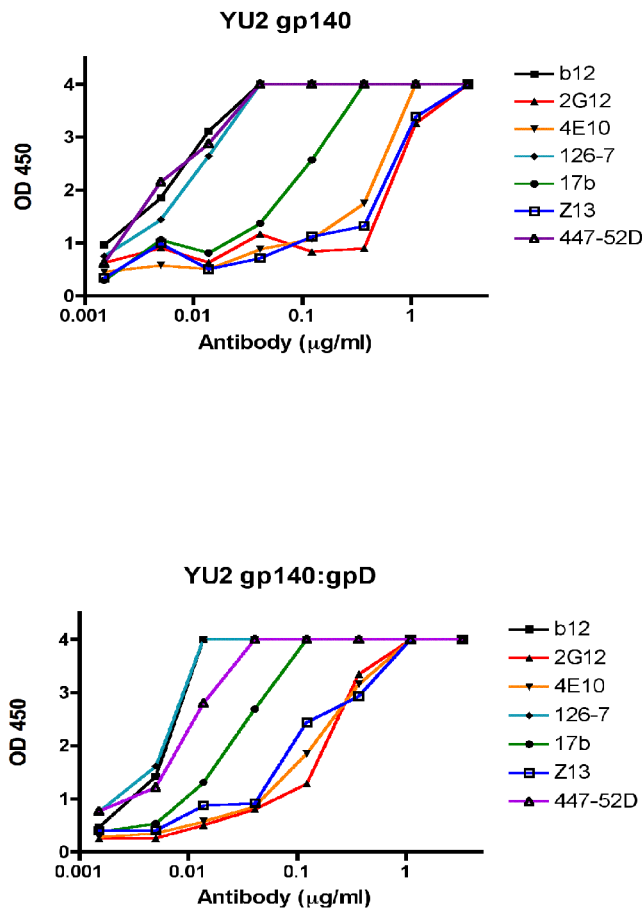 YU2 gp140
4
3
2
1
0
OD 450
0.001
0.01
0.1
1
Antibody (μg/ml)
b12
2G12
4E10
126-7
17b
Z13
447-52D
YU2 gp140:gpD
4
3
2
1
0
OD 450
0.001
0.01
0.1
1
Antibody (μg/ml)
b12
2G12
4E10
126-7
17b
Z13
447-52D